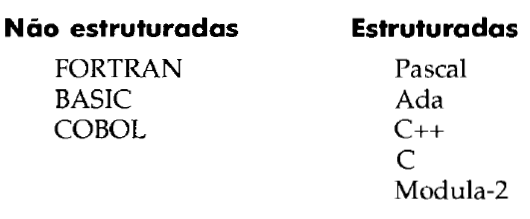 Não estruturadas Estruturadas
FORTRAN Pascal
BASIC Ada
COBOL C++
C
Modula-2